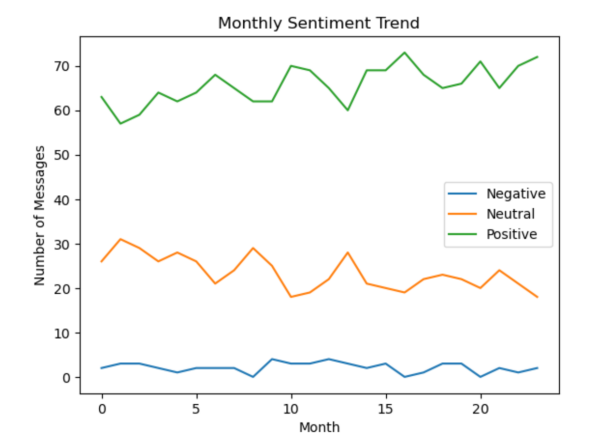 Monthly Sentiment Trend
70
60
50
40
30
20
10
0
Number of Messages
Negative
Neutral
Positive
0 5 10 15 20
Month